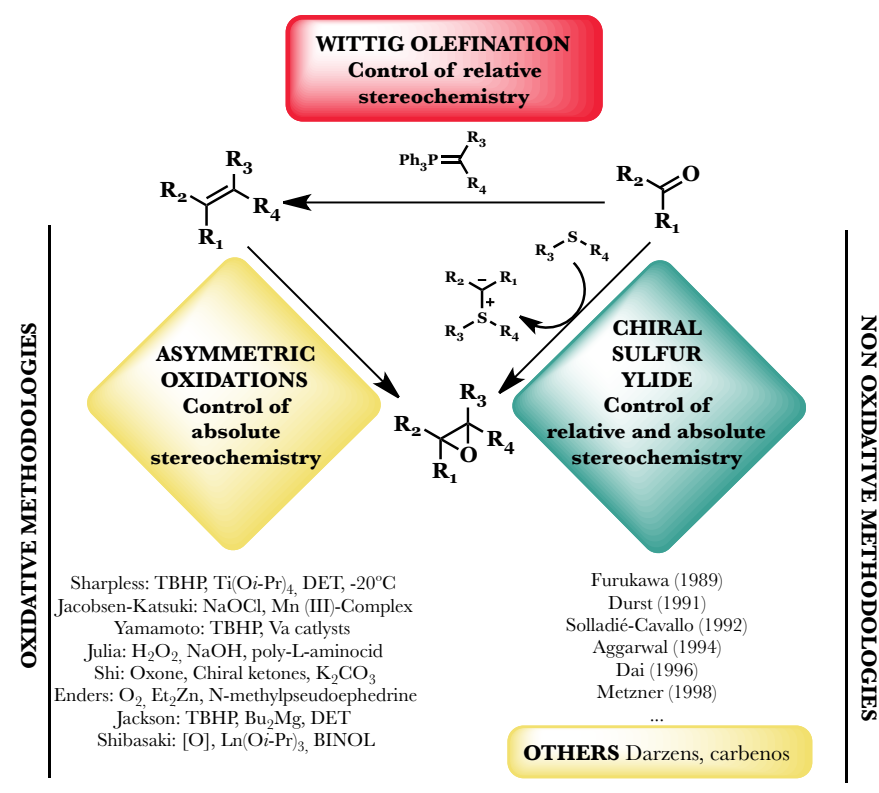 WITTIG OLEFINATION
Control of relative
stereochemistry
Ph₃P
R₃
R₄
R₂
R₃
R₄
R₁
R₂
O
R₁
R₃
S
R₄
R₂
−
R₁
+
S
R₃
R₄
OXIDATIVE METHODOLOGIES
ASYMMETRIC
OXIDATIONS
Control of
absolute
stereochemistry
R₃
R₂
R₄
O
R₁
CHIRAL
SULFUR
YLIDE
Control of
relative and absolute
stereochemistry
NON OXIDATIVE METHODOLOGIES
Sharpless: TBHP, Ti(Oi-Pr)₄, DET, -20ºC
Jacobsen-Katsuki: NaOCl, Mn (III)-Complex
Yamamoto: TBHP, Va catlysts
Julia: H₂O₂, NaOH, poly-L-aminocid
Shi: Oxone, Chiral ketones, K₂CO₃
Enders: O₂, Et₂Zn, N-methylpseudoephedrine
Jackson: TBHP, Bu₂Mg, DET
Shibasaki: [O], Ln(Oi-Pr)₃, BINOL
Furukawa (1989)
Durst (1991)
Solladié-Cavallo (1992)
Aggarwal (1994)
Dai (1996)
Metzner (1998)
...
OTHERS Darzens, carbenos